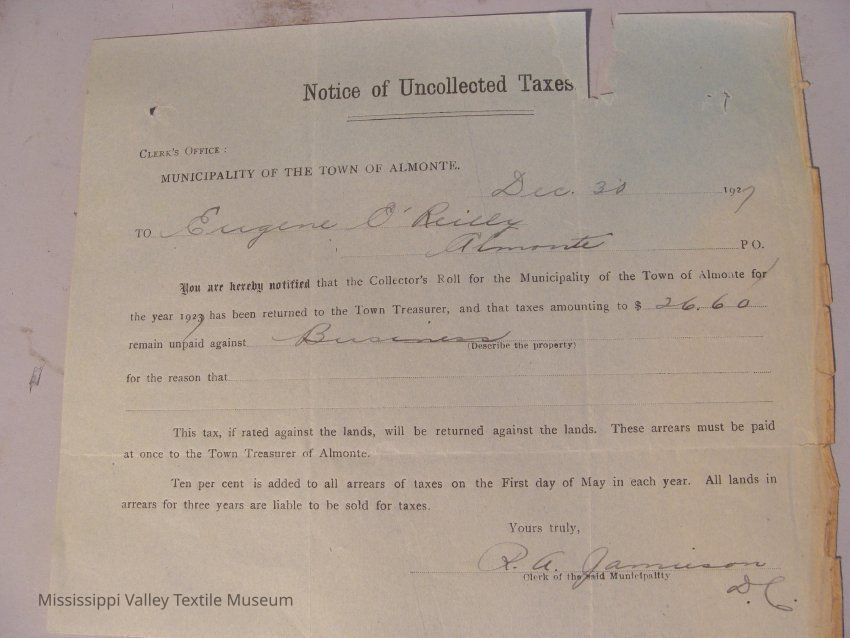 Notice of Uncollected Taxes
CLERK'S OFFICE :
MUNICIPALITY OF THE TOWN OF ALMONTE.
Dec. 30 1927
TO Eugene O'Reilly
Almonte P O.
You are hereby notified that the Collector's Roll for the Municipality of the Town of Almonte for
the year 192 has been returned to the Town Treasurer, and that taxes amounting to $ 26.60
remain unpaid against Business
(Describe the property)
for the reason that
This tax, if rated against the lands, will be returned against the lands. These arrears must be paid
at once to the Town Treasurer of Almonte.
Ten per cent is added to all arrears of taxes on the First day of May in each year. All lands in
arrears for three years are liable to be sold for taxes.
Yours truly,
R. A. Jamieson
Clerk of the said Municipality
D.C.
Mississippi Valley Textile Museum